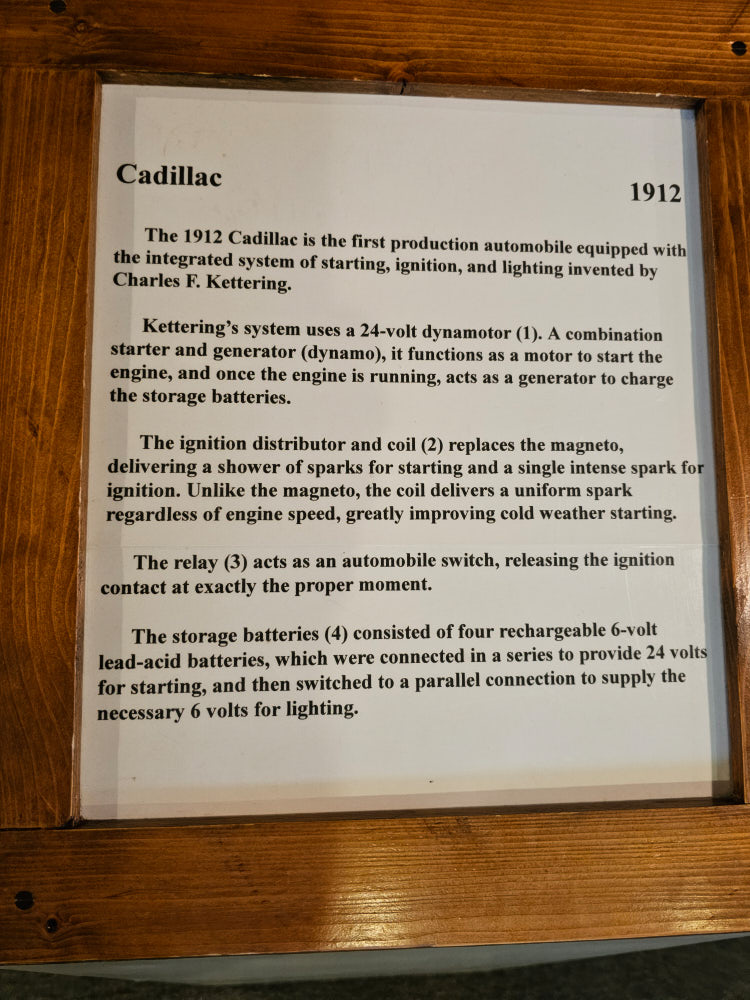 Cadillac
1912
The 1912 Cadillac is the first production automobile equipped with
the integrated system of starting, ignition, and lighting invented by
Charles F. Kettering.
Kettering's system uses a 24-volt dynamotor (1). A combination
starter and generator (dynamo), it functions as a motor to start the
engine, and once the engine is running, acts as a generator to charge
the storage batteries.
The ignition distributor and coil (2) replaces the magneto,
delivering a shower of sparks for starting and a single intense spark for
ignition. Unlike the magneto, the coil delivers a uniform spark
regardless of engine speed, greatly improving cold weather starting.
The relay (3) acts as an automobile switch, releasing the ignition
contact at exactly the proper moment.
The storage batteries (4) consisted of four rechargeable 6-volt
lead-acid batteries, which were connected in a series to provide 24 volts
for starting, and then switched to a parallel connection to supply the
necessary 6 volts for lighting.